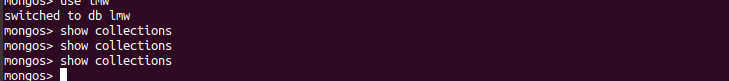 mongos> use lmw
switched to db lmw
mongos> show collections
mongos> show collections
mongos> show collections
mongos>